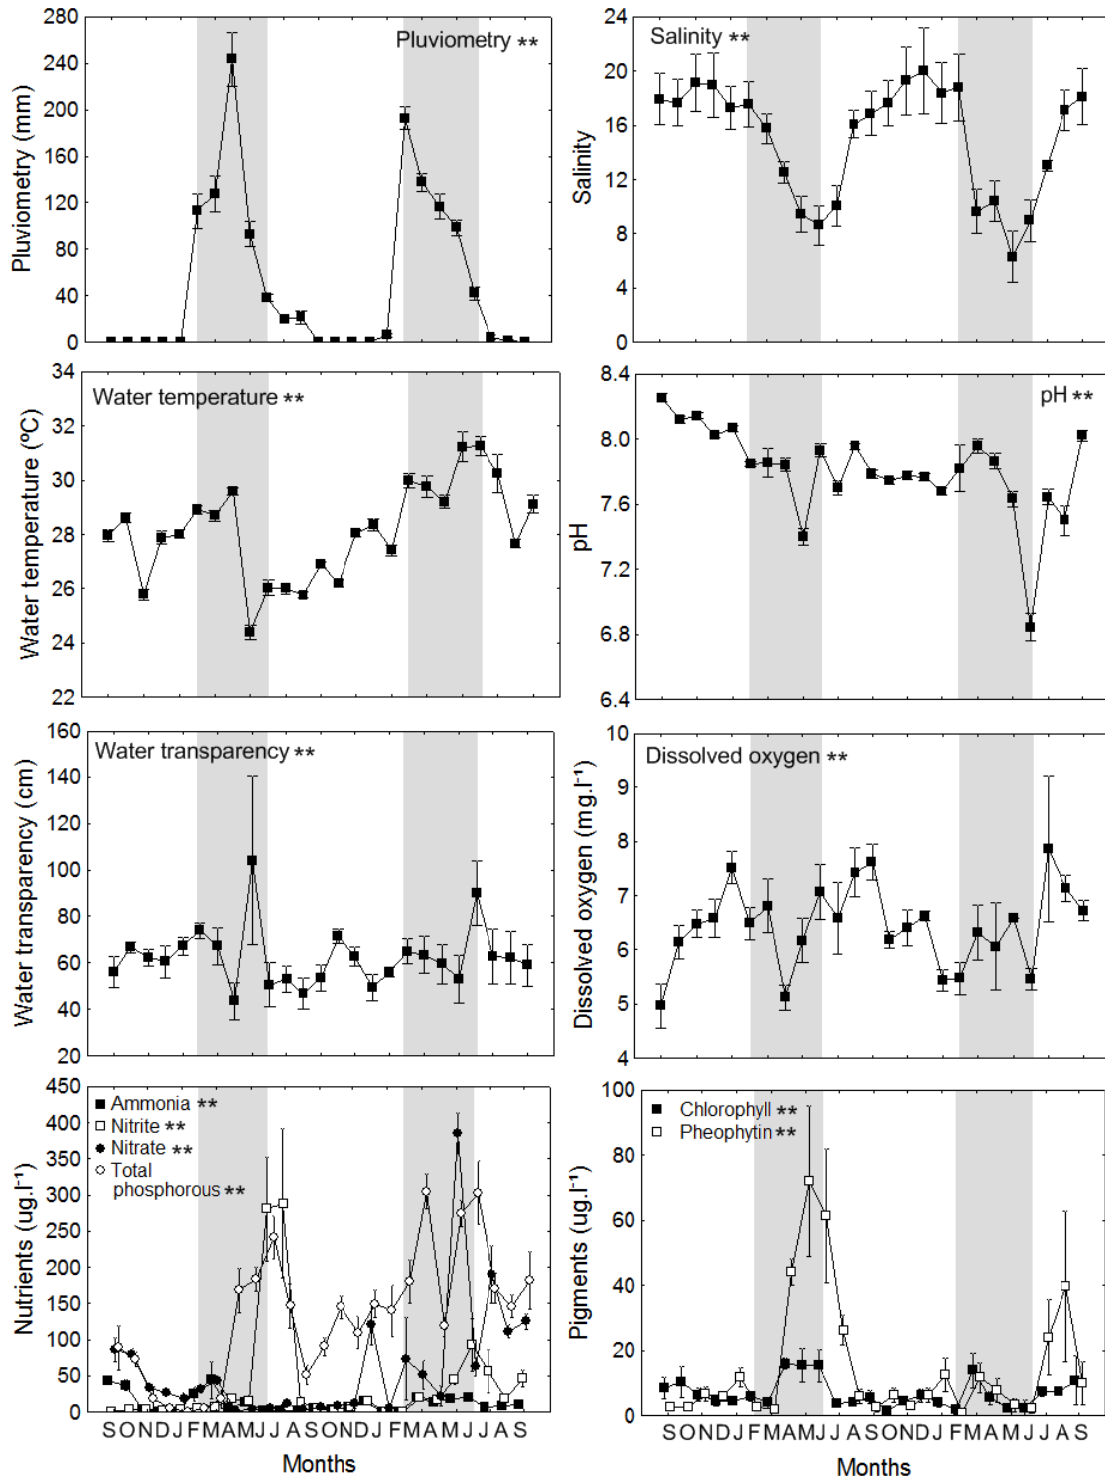 280
240
200
160
120
80
40
0
Pluviometry (mm)
Pluviometry **
24
20
16
12
8
4
0
Salinity
Salinity **
34
32
30
28
26
24
22
Water temperature (ºC)
Water temperature **
8.4
8.0
7.6
7.2
6.8
6.4
pH
pH **
160
140
120
100
80
60
40
20
Water transparency (cm)
Water transparency **
10
9
8
7
6
5
4
Dissolved oxygen (mg.l⁻¹)
Dissolved oxygen **
450
400
350
300
250
200
150
100
50
0
Nutrients (ug.l⁻¹)
Ammonia **
Nitrite **
Nitrate **
Total
phosphorous **
S O N D J F M A M J J A S O N D J F M A M J J A S
Months
100
80
60
40
20
0
Pigments (ug.l⁻¹)
Chlorophyll **
Pheophytin **
S O N D J F M A M J J A S O N D J F M A M J J A S
Months